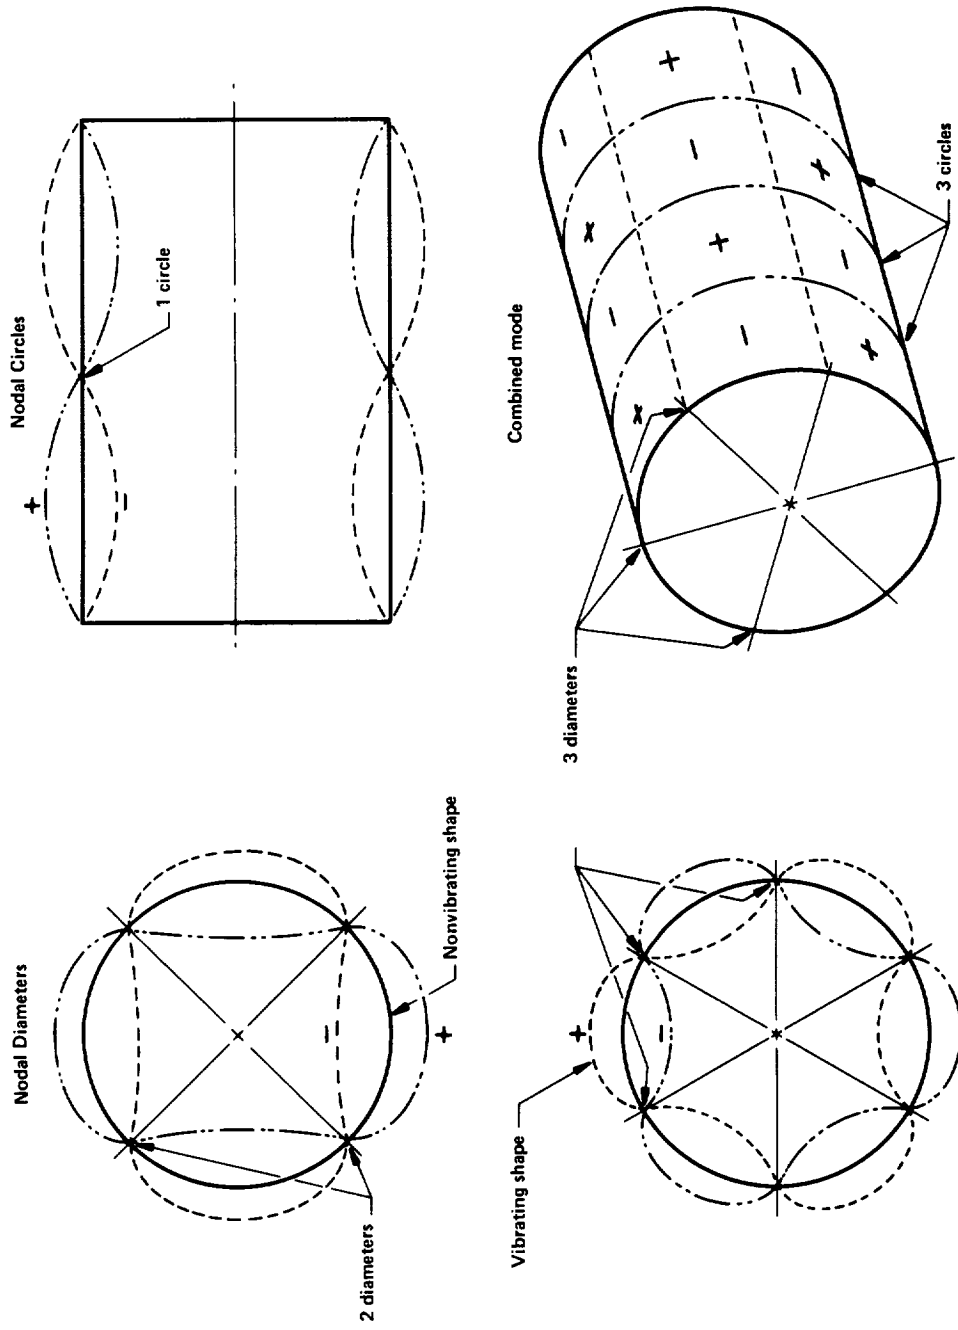 Nodal Diameters
+
−
Nonvibrating shape
2 diameters
Nodal Circles
+
−
1 circle
Vibrating shape
+
−
3 diameters
Combined mode
+
−
+
−
−
+
−
+
+
−
+
−
3 circles